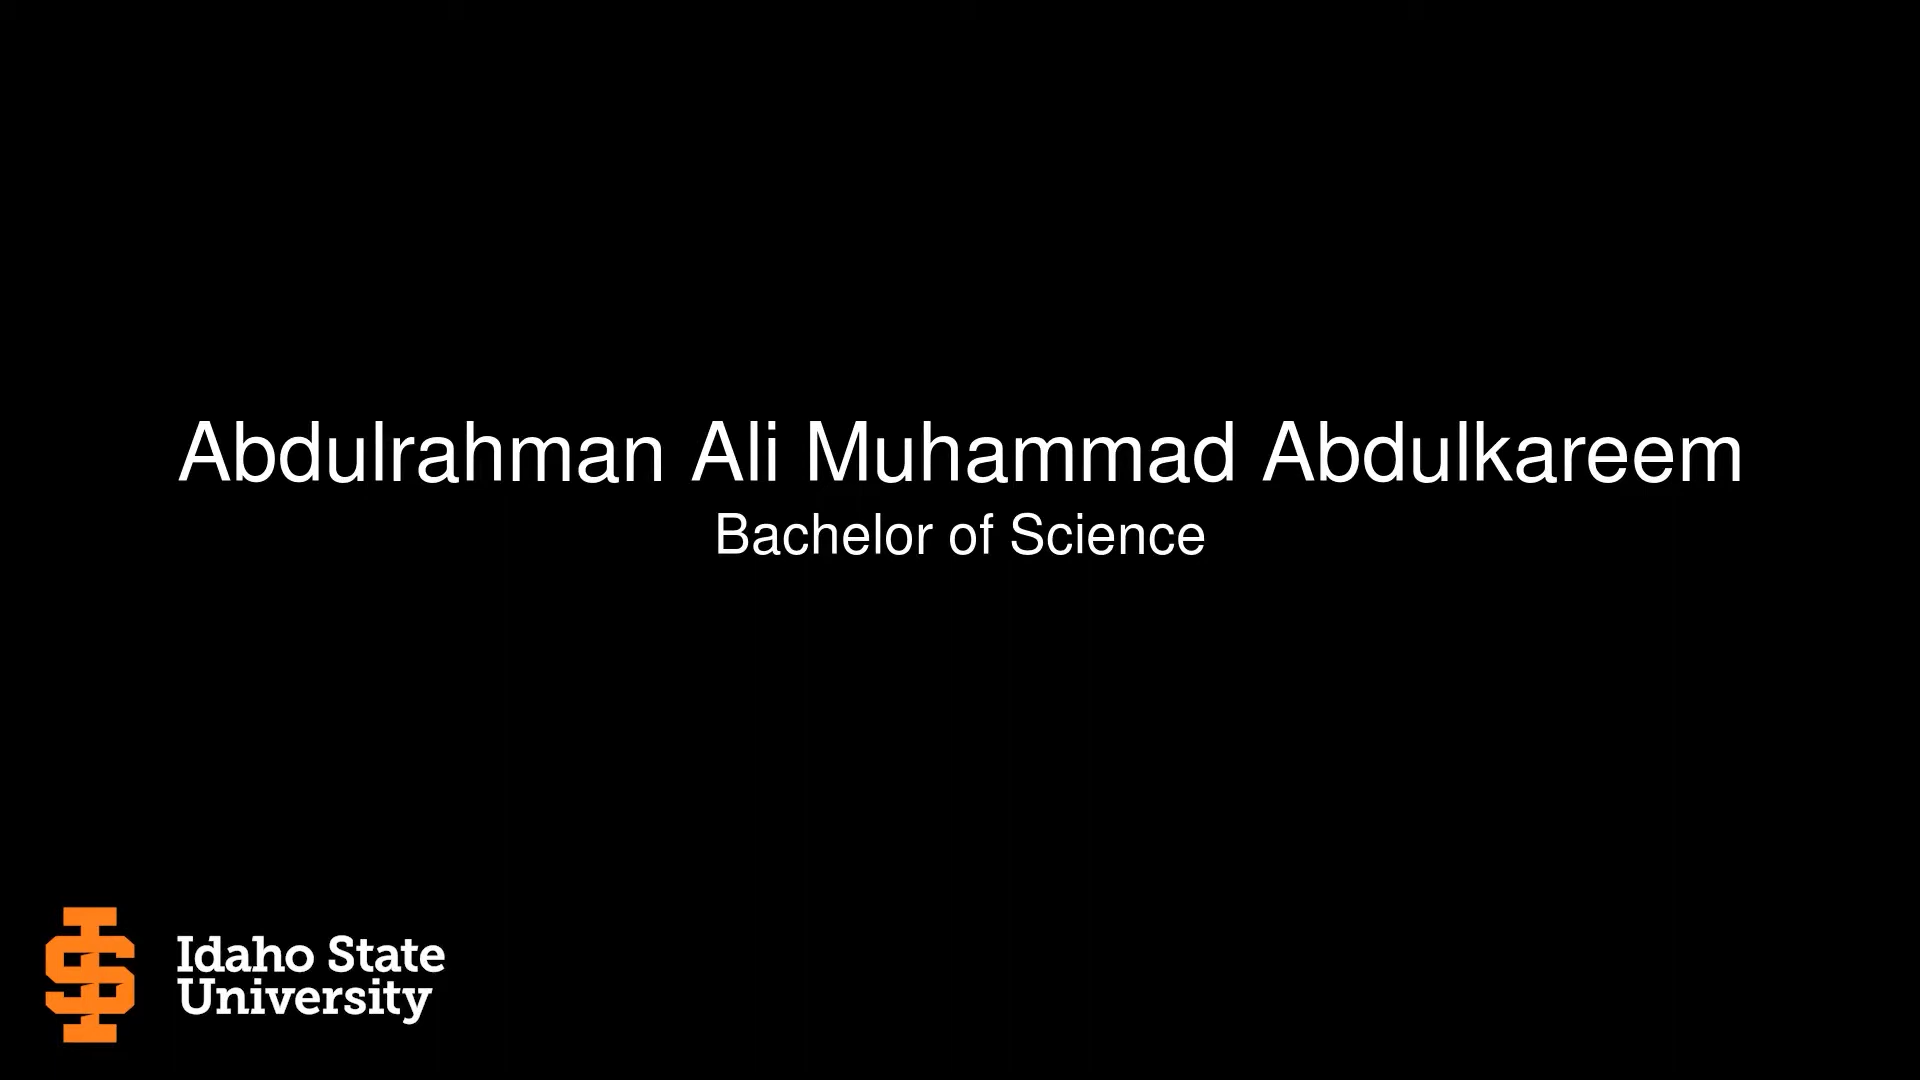 Abdulrahman Ali Muhammad Abdulkareem
Bachelor of Science
Idaho State
University